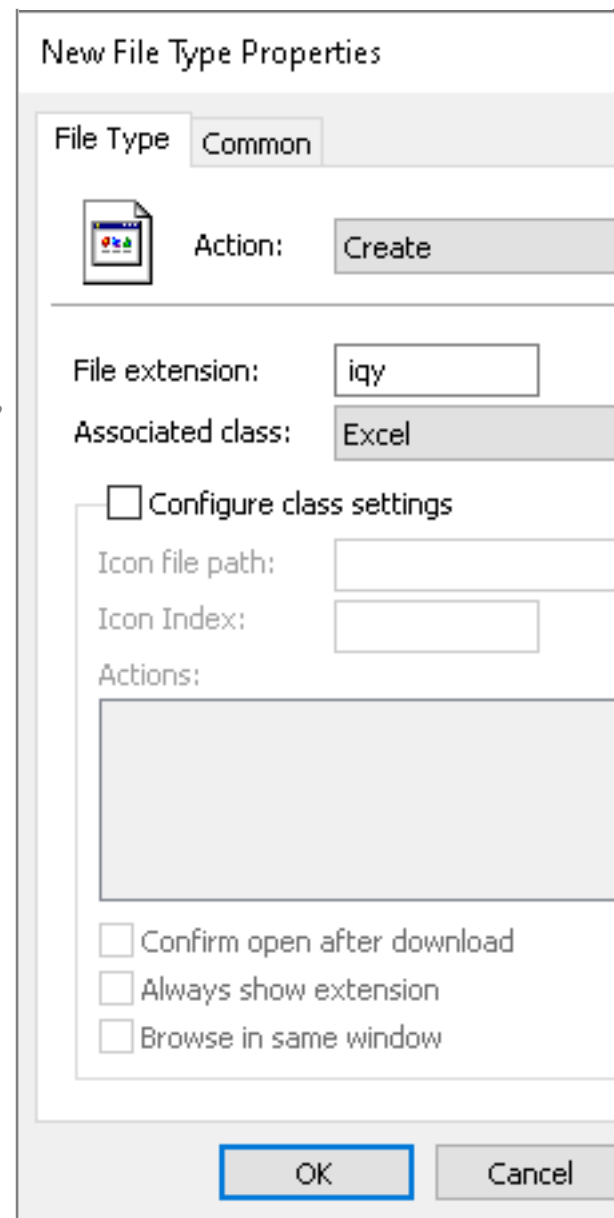 New File Type Properties
File Type Common
Action: Create
File extension: iqy
Associated class: Excel
Configure class settings
Icon file path:
Icon Index:
Actions:
Confirm open after download
Always show extension
Browse in same window
OK Cancel